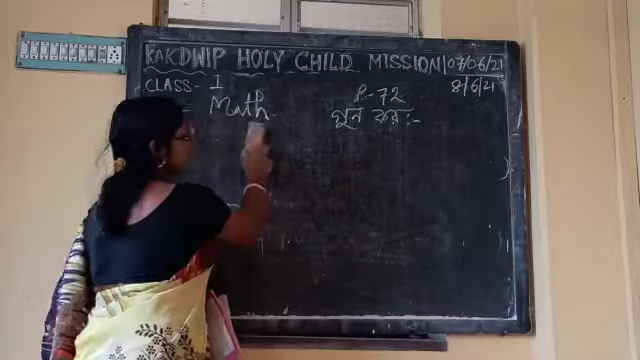 KAKDWIP HOLY CHILD MISSION 07/06/21
CLASS- I 8/6/21
Math P-72
গুন কর:-